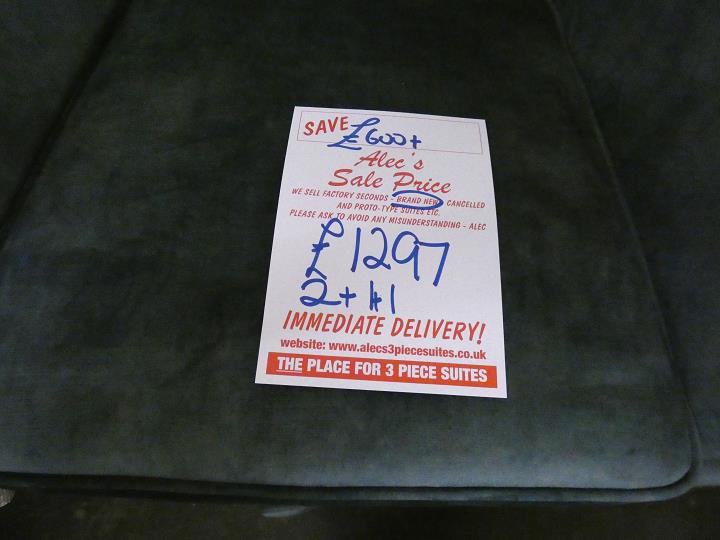 SAVE £600+
Alec's
Sale Price
WE SELL FACTORY SECONDS - BRAND NEW CANCELLED
AND PROTO-TYPE SUITES ETC.
PLEASE ASK TO AVOID ANY MISUNDERSTANDING - ALEC
£1297
2+1+1
IMMEDIATE DELIVERY!
website: www.alecs3piecesuites.co.uk
THE PLACE FOR 3 PIECE SUITES